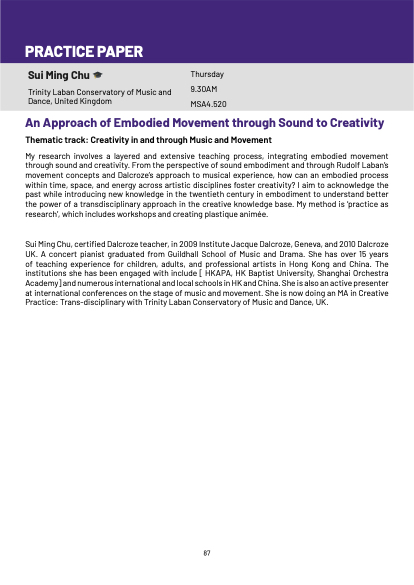 PRACTICE PAPER
Sui Ming Chu
Trinity Laban Conservatory of Music and
Dance, United Kingdom
Thursday
9.30AM
MSA4.520
An Approach of Embodied Movement through Sound to Creativity
Thematic track: Creativity in and through Music and Movement
My research involves a layered and extensive teaching process, integrating embodied movement
through sound and creativity. From the perspective of sound embodiment and through Rudolf Laban's
movement concepts and Dalcroze's approach to musical experience, how can an embodied process
within time, space, and energy across artistic disciplines foster creativity? I aim to acknowledge the
past while introducing new knowledge in the twentieth century in embodiment to understand better
the power of a transdisciplinary approach in the creative knowledge base. My method is 'practice as
research', which includes workshops and creating plastique animée.
Sui Ming Chu, certified Dalcroze teacher, in 2009 Institute Jacque Dalcroze, Geneva, and 2010 Dalcroze
UK. A concert pianist graduated from Guildhall School of Music and Drama. She has over 15 years
of teaching experience for children, adults, and professional artists in Hong Kong and China. The
institutions she has been engaged with include [ HKAPA, HK Baptist University, Shanghai Orchestra
Academy] and numerous international and local schools in HK and China. She is also an active presenter
at international conferences on the stage of music and movement. She is now doing an MA in Creative
Practice: Trans-disciplinary with Trinity Laban Conservatory of Music and Dance, UK.
87